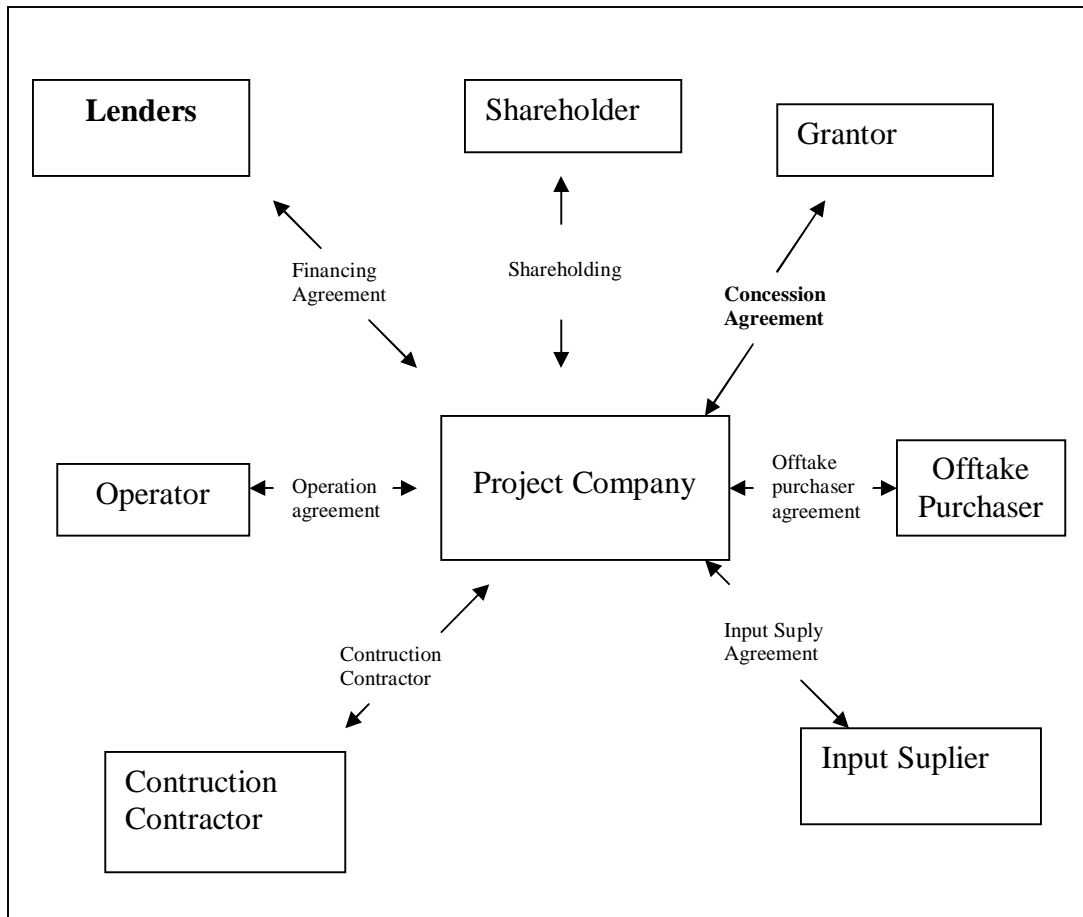 Lenders
Shareholder
Grantor
Financing
Agreement
Shareholding
Concession
Agreement
Operator
Operation
agreement
Project Company
Offtake
purchaser
agreement
Offtake
Purchaser
Contruction
Contractor
Input Suply
Agreement
Contruction
Contractor
Input Suplier